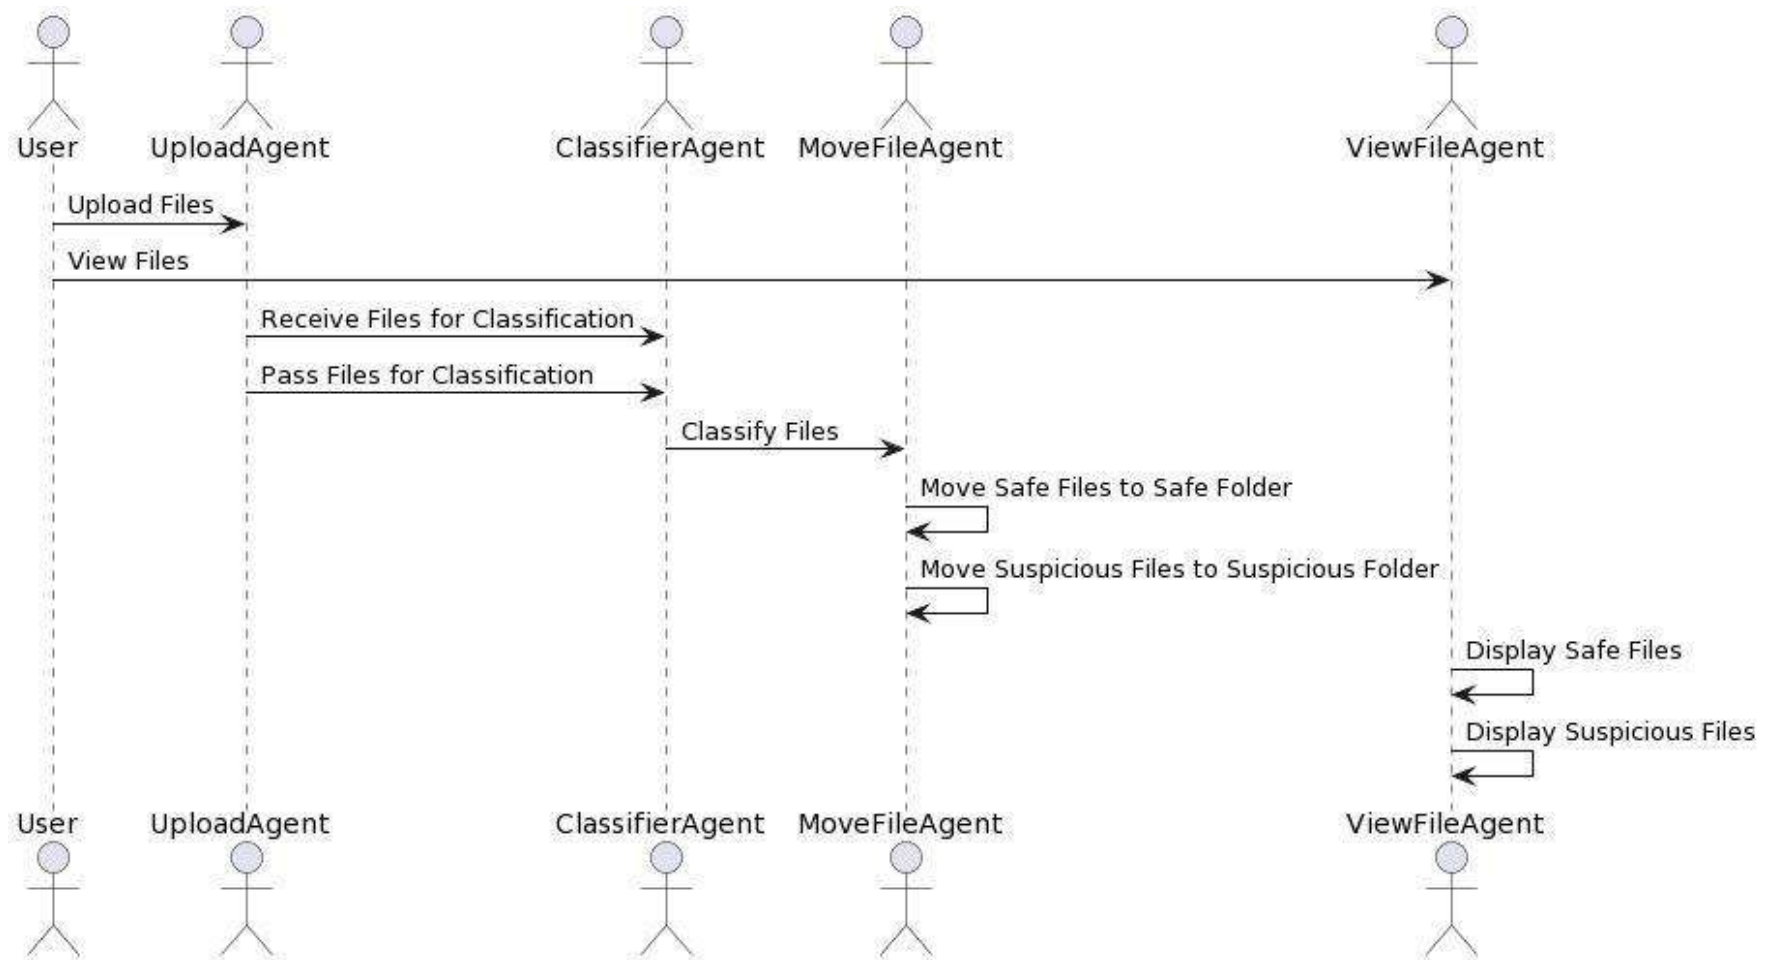 User UploadAgent ClassifierAgent MoveFileAgent ViewFileAgent
Upload Files
View Files
Receive Files for Classification
Pass Files for Classification
Classify Files
Move Safe Files to Safe Folder
Move Suspicious Files to Suspicious Folder
Display Safe Files
Display Suspicious Files
User UploadAgent ClassifierAgent MoveFileAgent ViewFileAgent